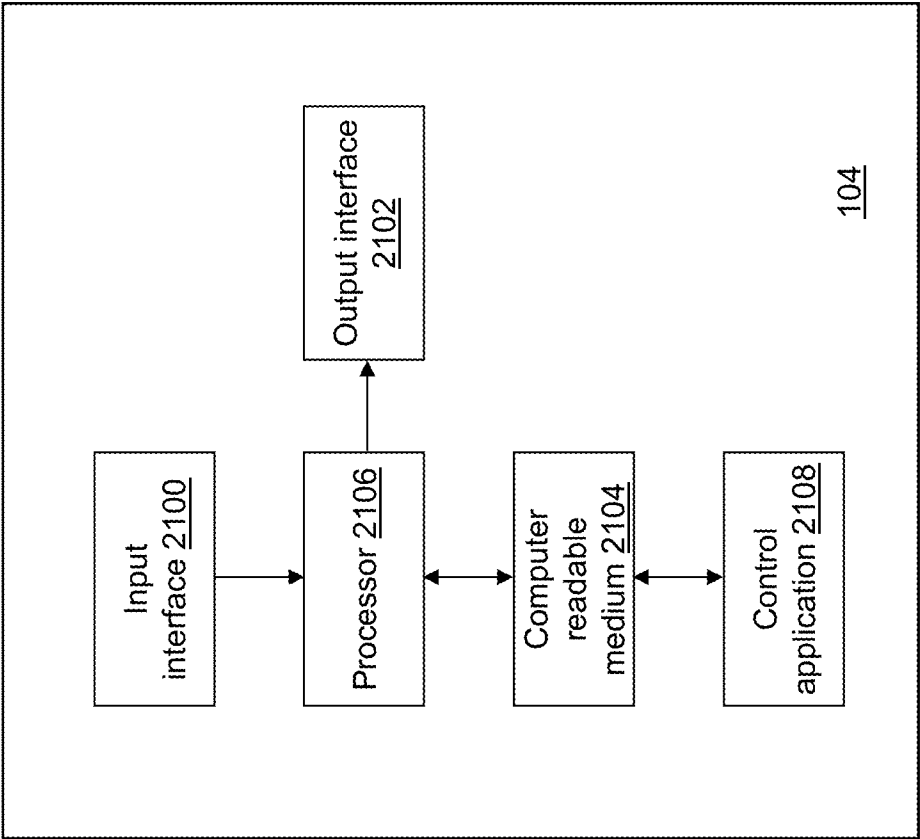 Input
interface 2100
Processor 2106
Output interface
2102
Computer
readable
medium 2104
Control
application 2108
104